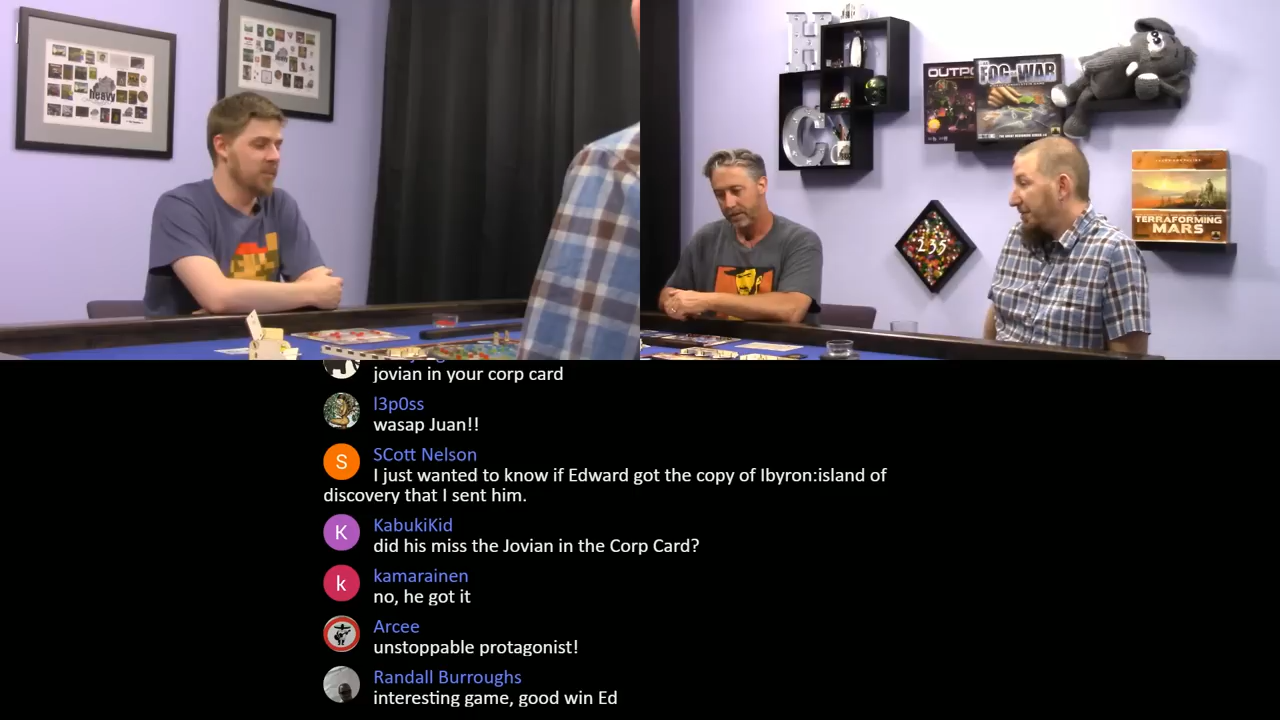 heavy
H
C
OUTPO
FOG of WAR
235
TERRAFORMING
MARS
jovian in your corp card
l3p0ss
wasap Juan!!
S
SCott Nelson
I just wanted to know if Edward got the copy of Ibyron:island of
discovery that I sent him.
K
KabukiKid
did his miss the Jovian in the Corp Card?
k
kamarainen
no, he got it
Arcee
unstoppable protagonist!
Randall Burroughs
interesting game, good win Ed